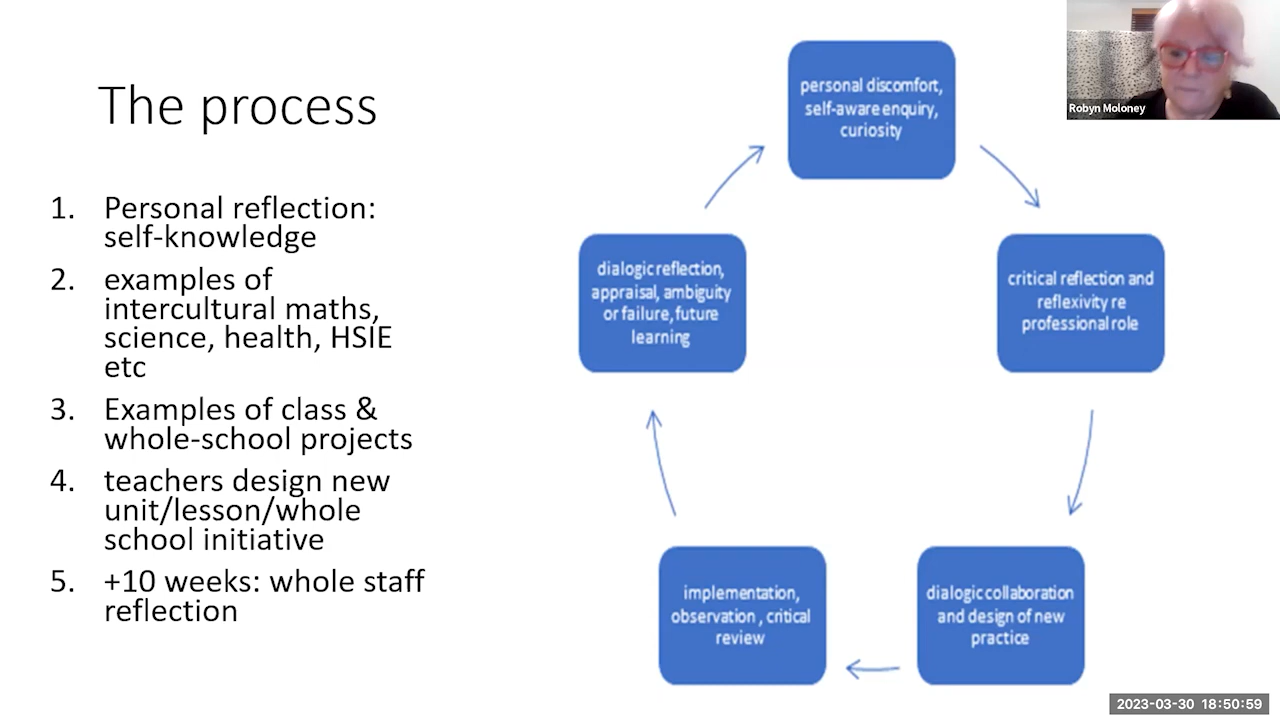 The process
1. Personal reflection:
self-knowledge
2. examples of
intercultural maths,
science, health, HSIE
etc
3. Examples of class &
whole-school projects
4. teachers design new
unit/lesson/whole
school initiative
5. +10 weeks: whole staff
reflection
personal discomfort,
self-aware enquiry,
curiosity
critical reflection and
reflexivity re
professional role
dialogic collaboration
and design of new
practice
implementation,
observation , critical
review
dialogic reflection,
appraisal, ambiguity
or failure, future
learning
Robyn Moloney
2023-03-30 18:50:59